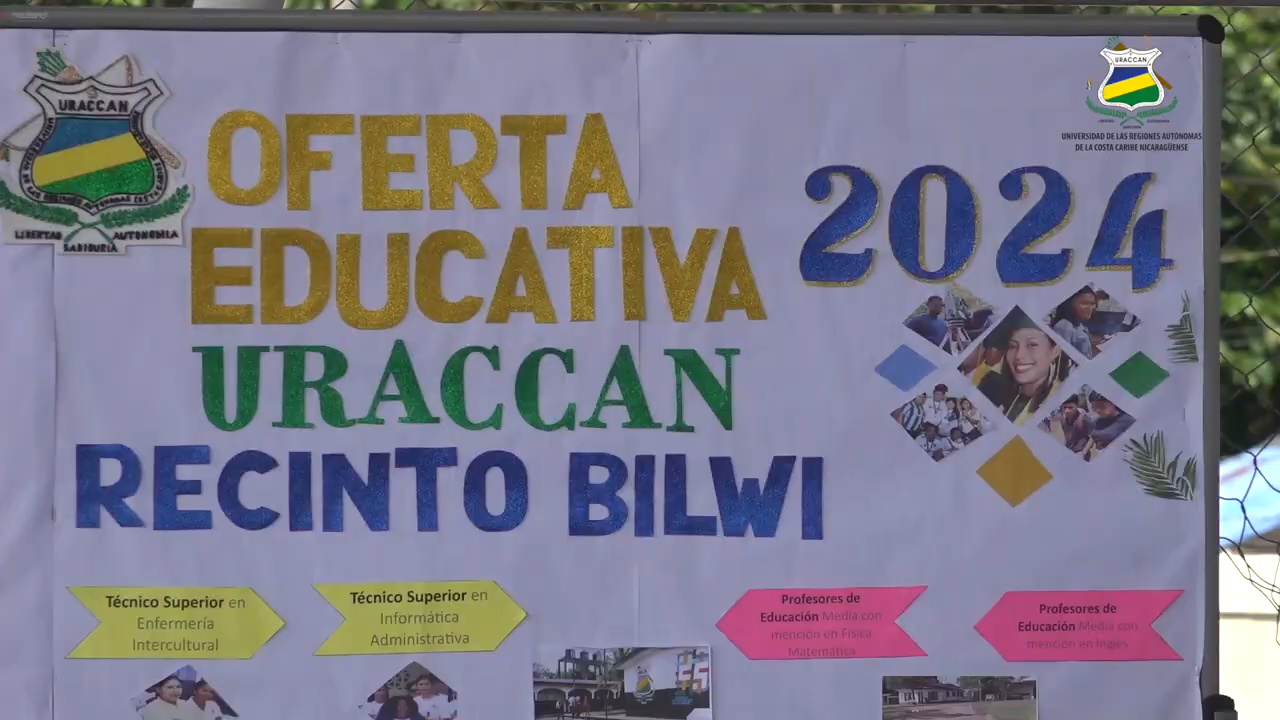 URACCAN
LIBERTAD
AUTONOMIA
SABIDURIA
OFERTA
EDUCATIVA
URACCAN
RECINTO BILWI
2024
URACCAN
UNIVERSIDAD DE LAS REGIONES AUTÓNOMAS
DE LA COSTA CARIBE NICARAGÜENSE
Técnico Superior en
Enfermería
Intercultural
Técnico Superior en
Informática
Administrativa
Profesores de
Educación Media con
mención en Física
Matemática
Profesores de
Educación Media con
mención en Inglés